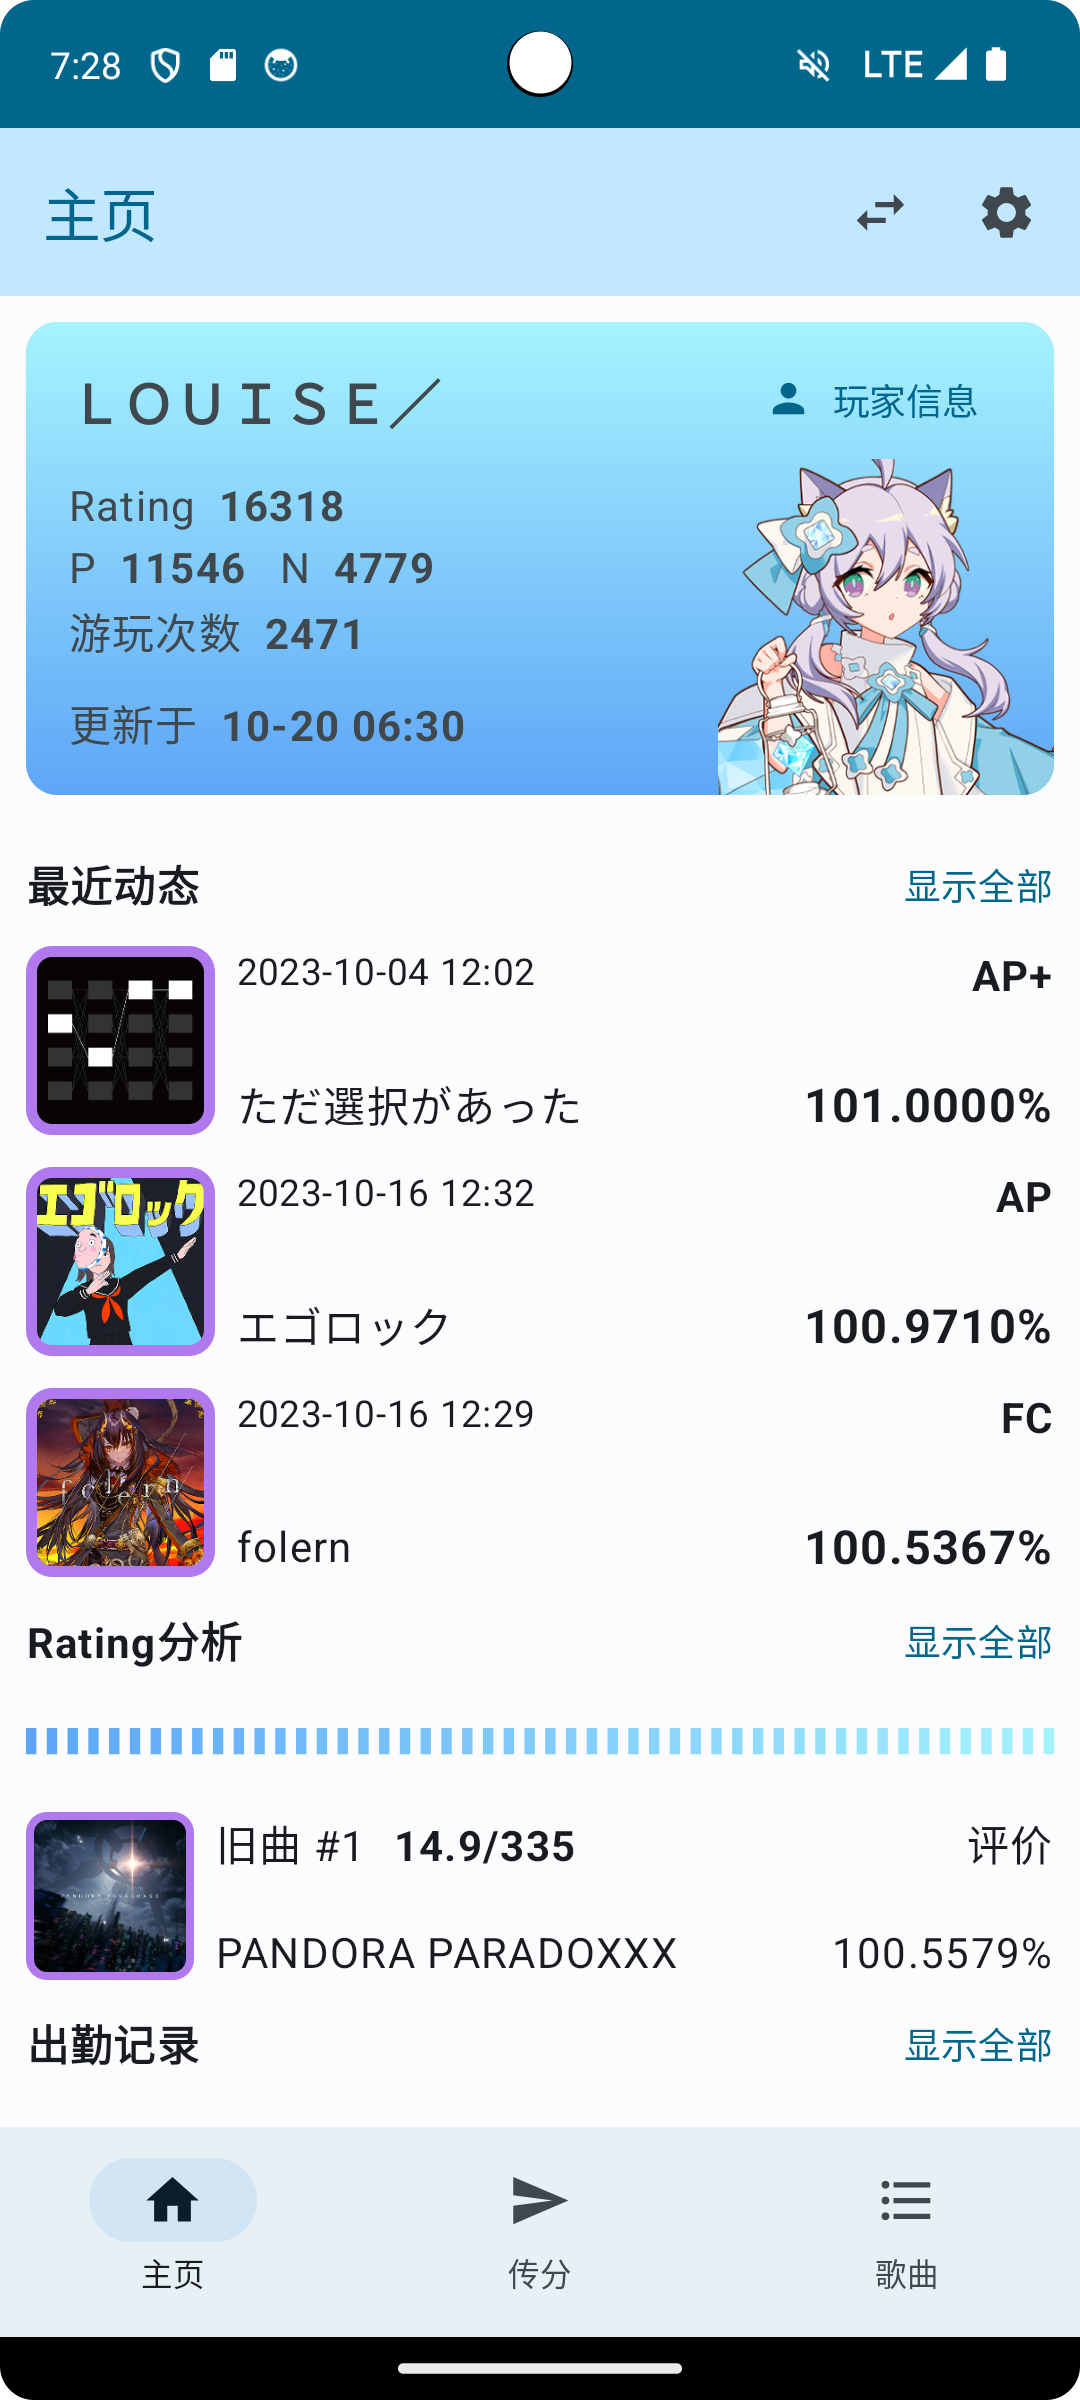 7:28
LTE
主页
ＬＯＵＩＳＥ／
玩家信息
Rating 16318
P 11546 N 4779
游玩次数 2471
更新于 10-20 06:30
最近动态 显示全部
2023-10-04 12:02 AP+
ただ選択があった 101.0000%
エゴロック
2023-10-16 12:32 AP
エゴロック 100.9710%
folern
2023-10-16 12:29 FC
folern 100.5367%
Rating分析 显示全部
PANDORA PARADOXXX
旧曲 #1 14.9/335 评价
PANDORA PARADOXXX 100.5579%
出勤记录 显示全部
主页 传分 歌曲